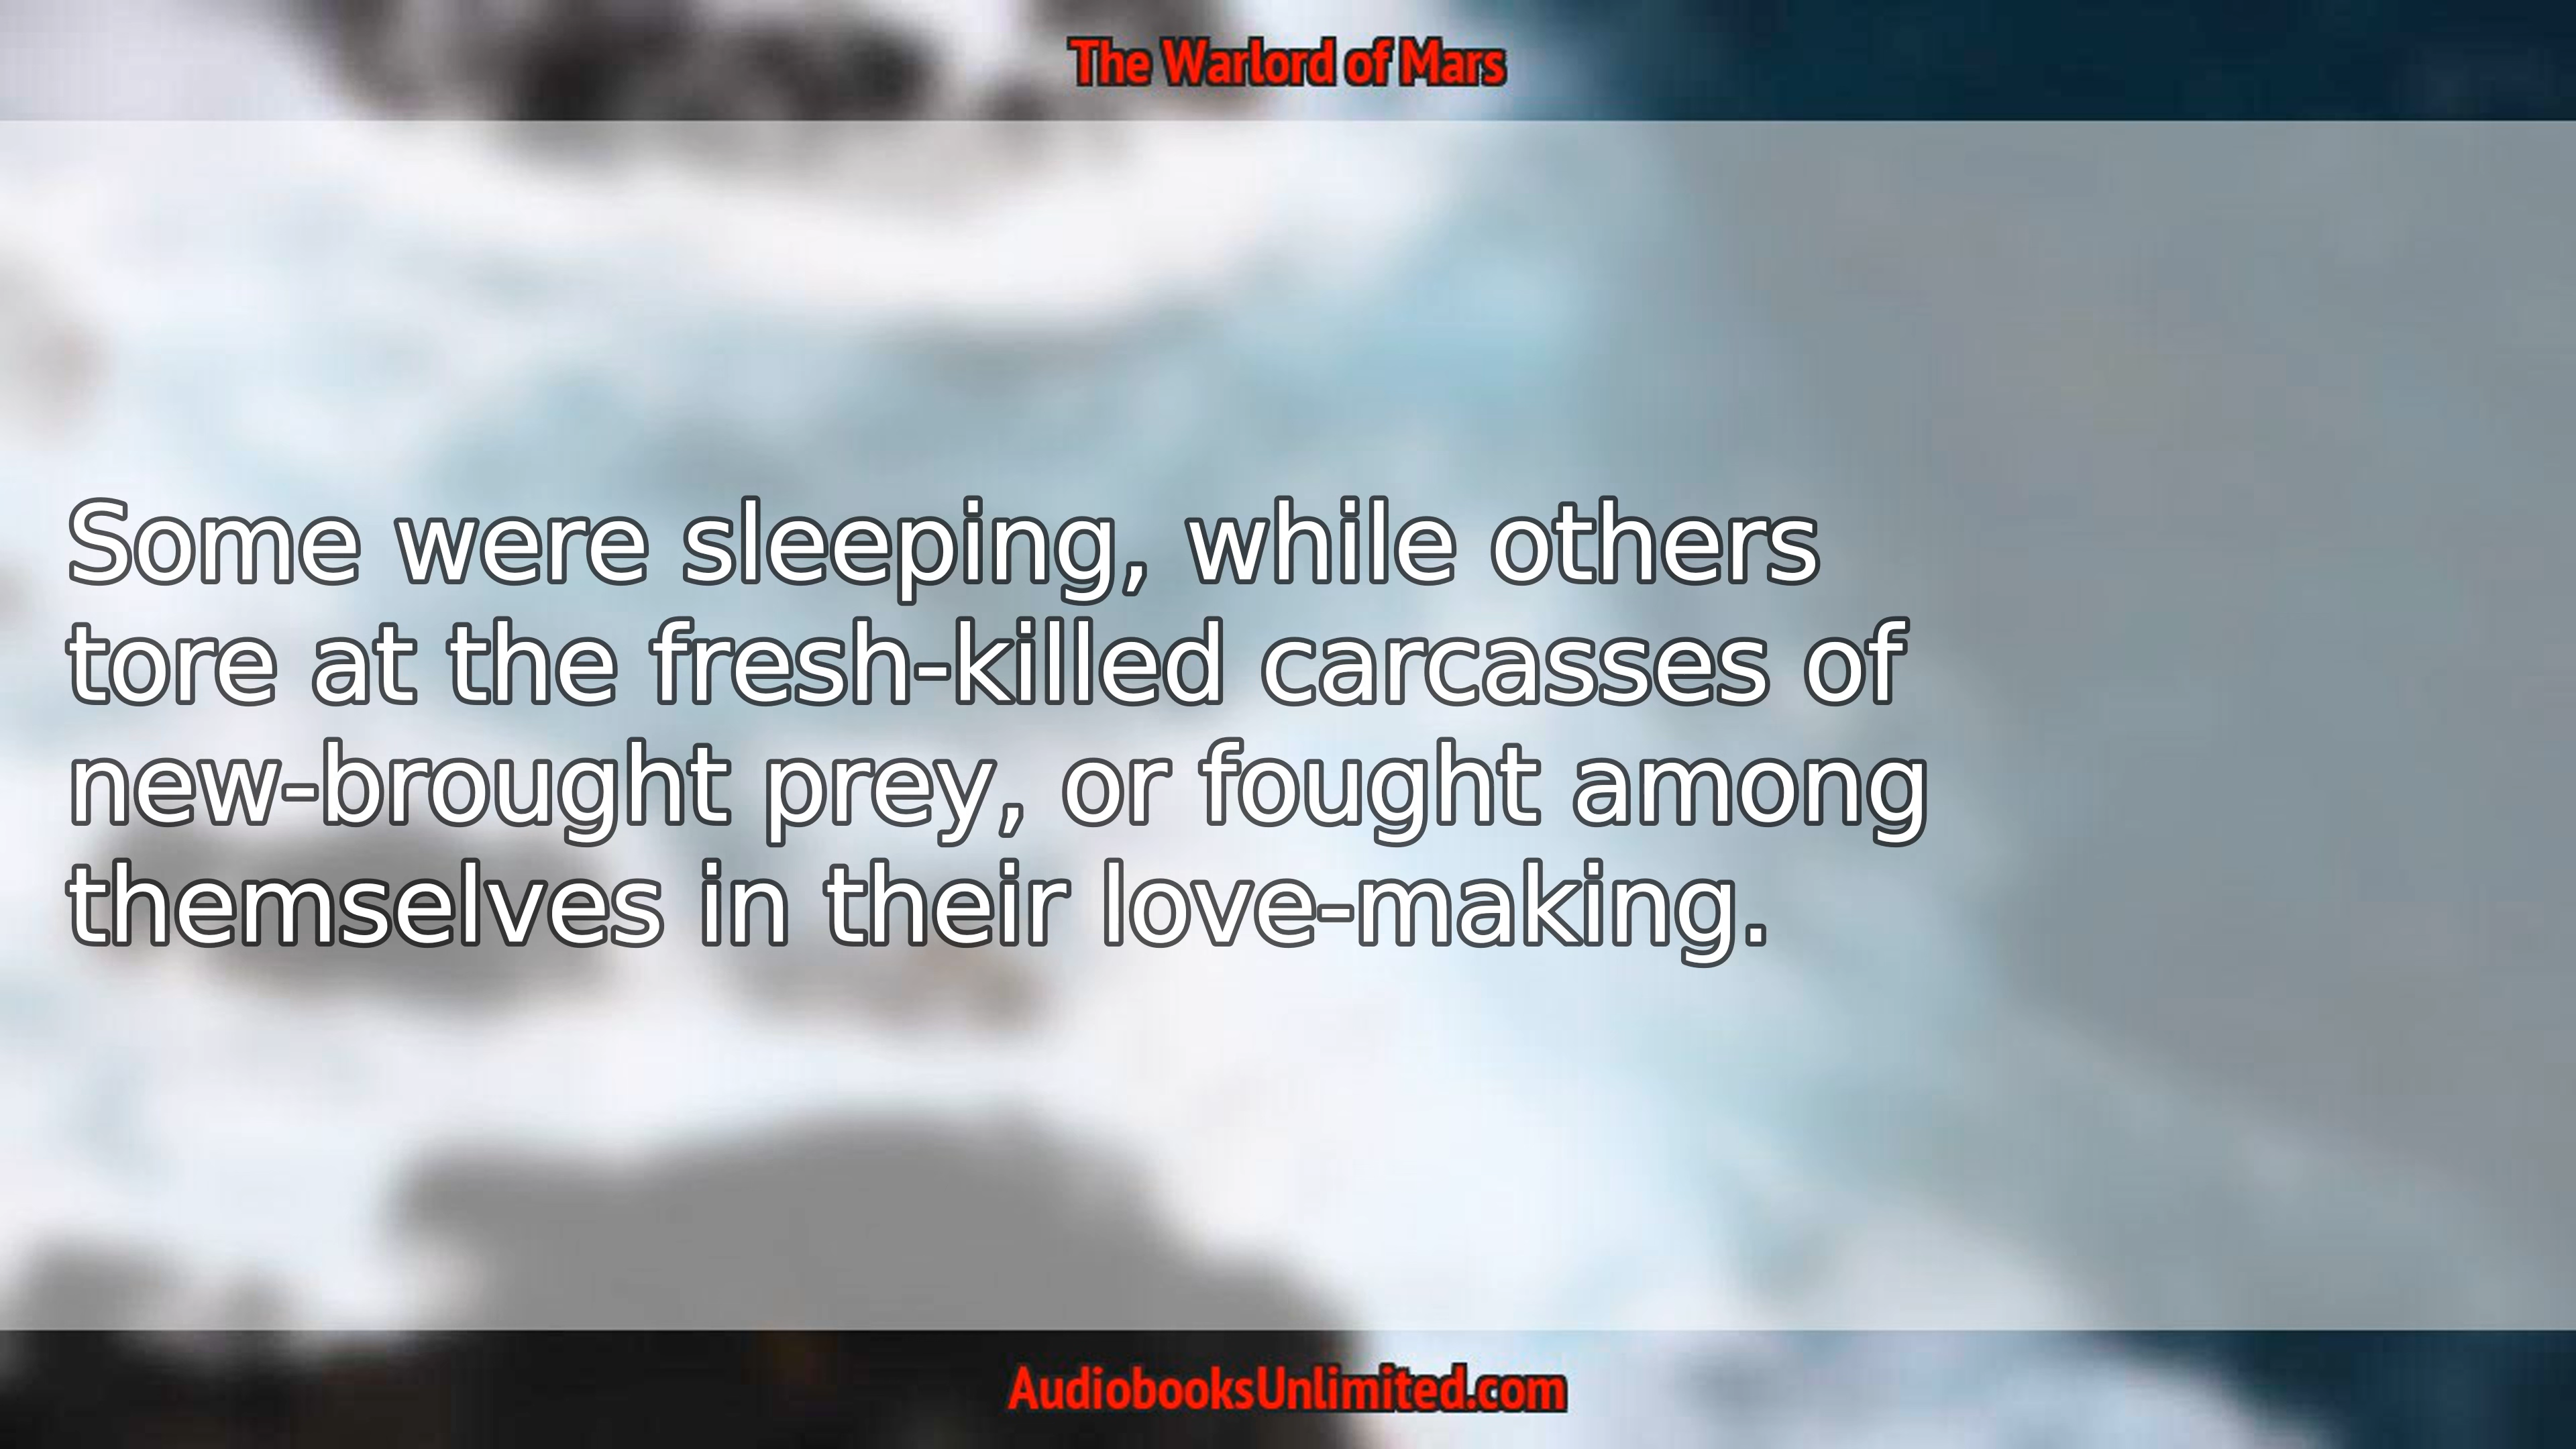 The Warlord of Mars
Some were sleeping, while others
tore at the fresh-killed carcasses of
new-brought prey, or fought among
themselves in their love-making.
AudiobooksUnlimited.com